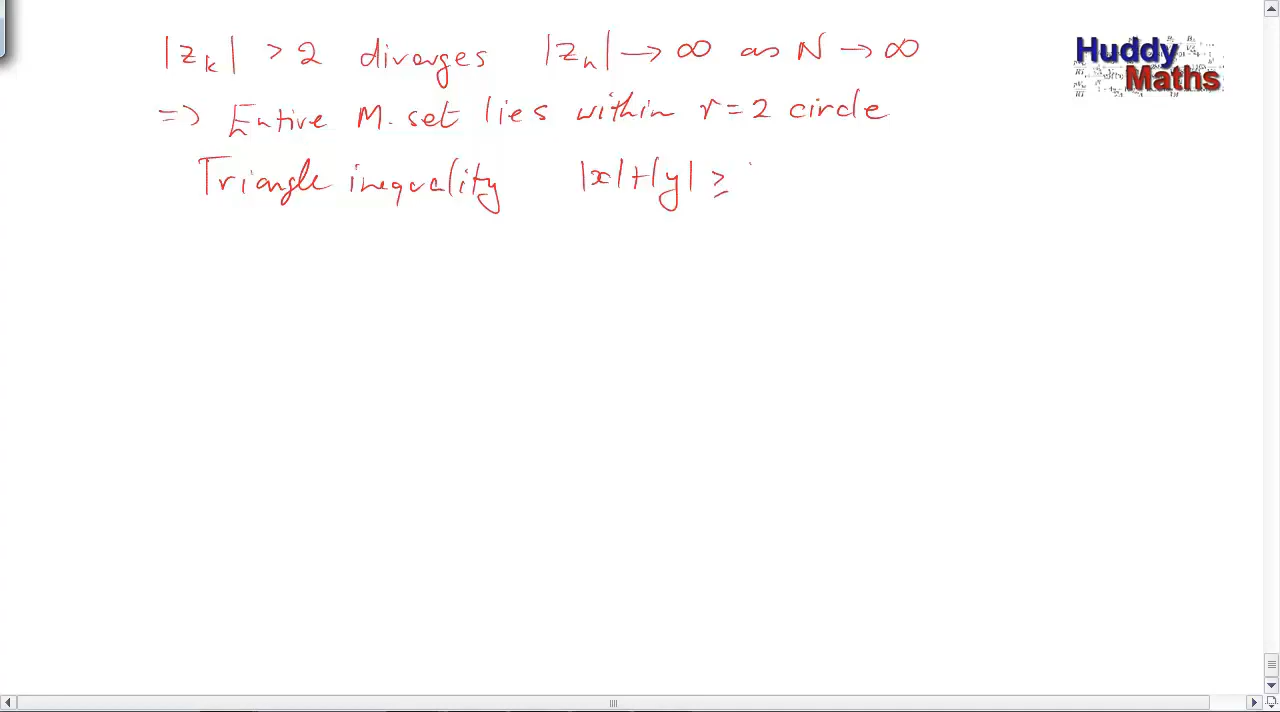 |z_k| > 2 diverges |z_n| → ∞ as N → ∞
=> Entire M. set lies within r = 2 circle
Triangle inequality |x| + |y| ≥
Huddy
Maths